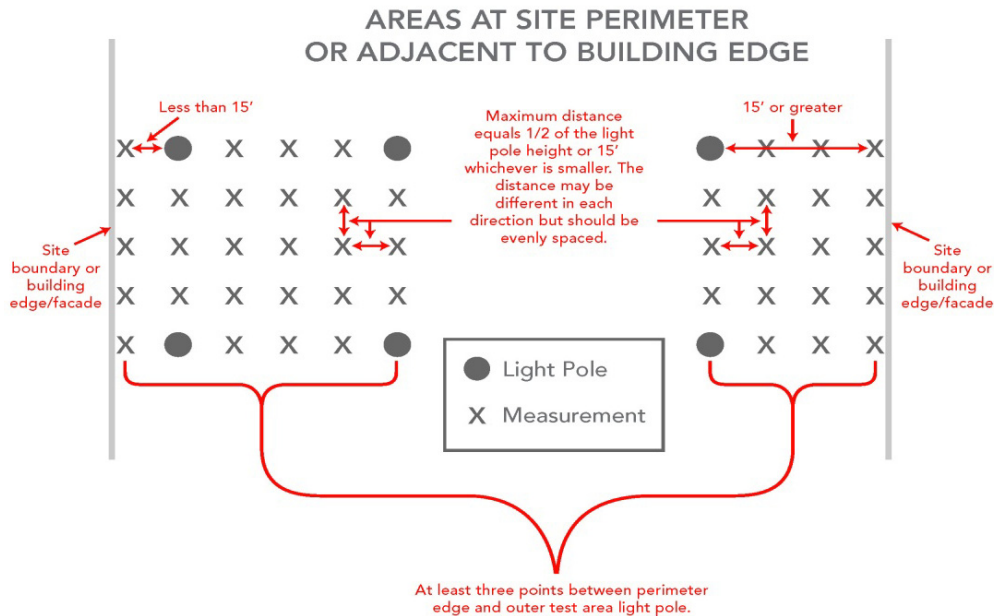 AREAS AT SITE PERIMETER
OR ADJACENT TO BUILDING EDGE
Less than 15'
Maximum distance
equals 1/2 of the light
pole height or 15'
whichever is smaller. The
distance may be
different in each
direction but should be
evenly spaced.
15' or greater
X X X X X X X
X X X X X X X X X X
X X X X X X X X X X
X X X X X X X X X X
X X X X X X X
Site
boundary or
building
edge/facade
Site
boundary or
building
edge/facade
Light Pole
X Measurement
At least three points between perimeter
edge and outer test area light pole.